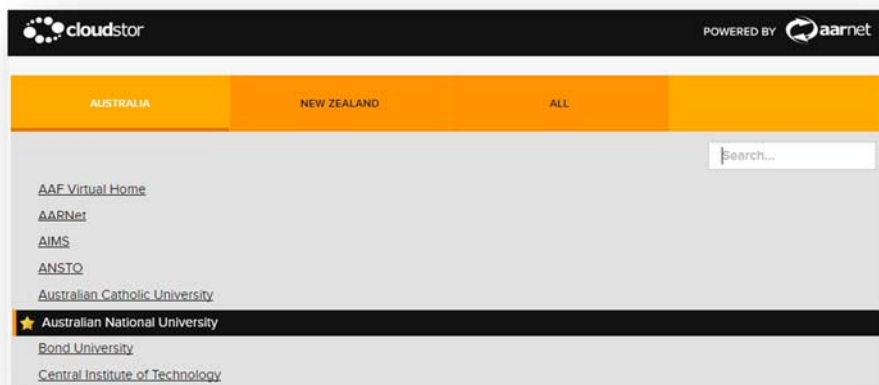 cloudstor POWERED BY aarnet
AUSTRALIA NEW ZEALAND ALL
Search...
AAF Virtual Home
AARNet
AIMS
ANSTO
Australian Catholic University
Australian National University
Bond University
Central Institute of Technology